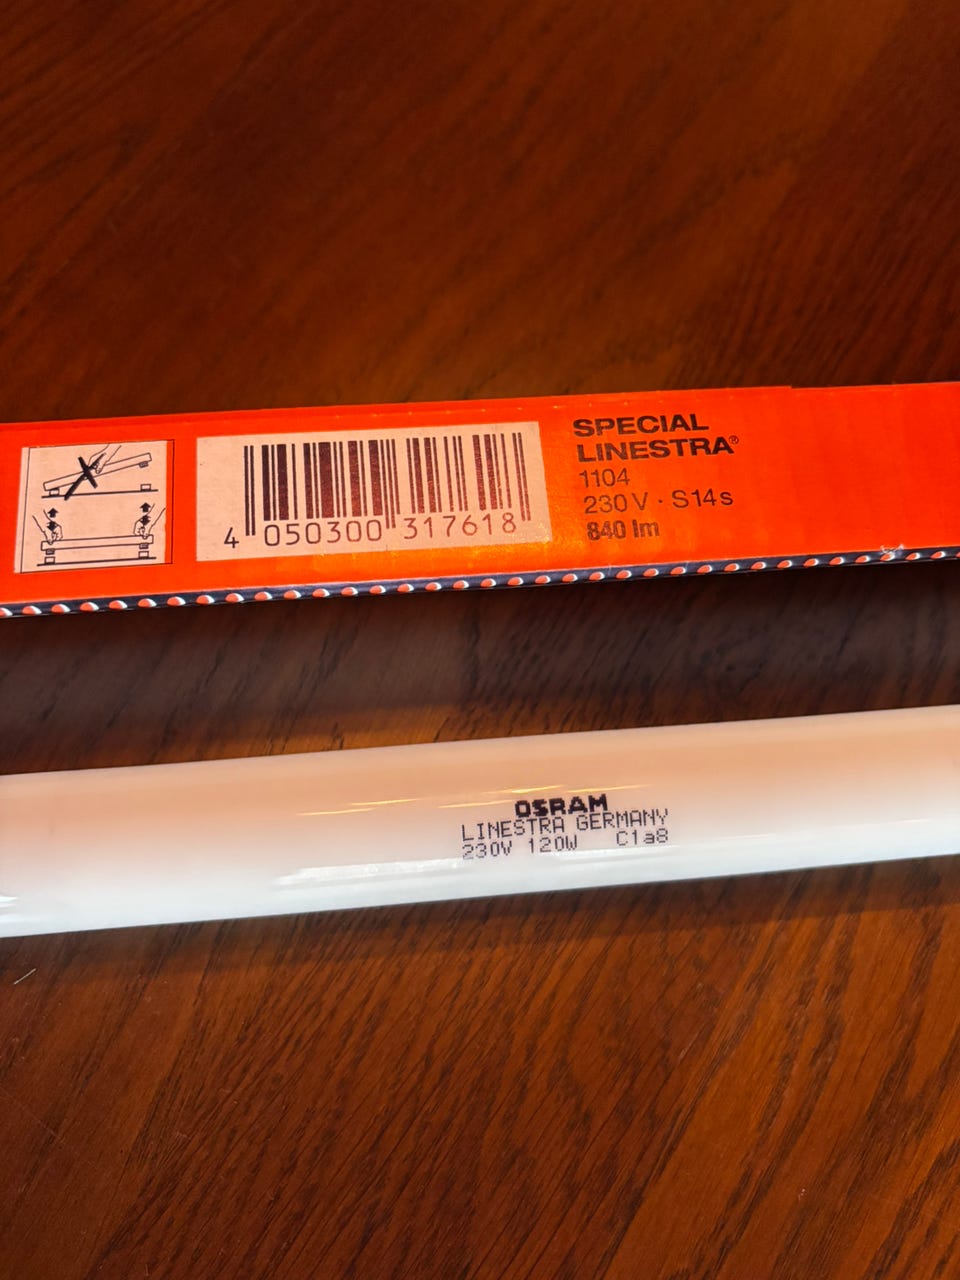 4 050300 317618
SPECIAL
LINESTRA®
1104
230 V · S14s
840 lm
OSRAM
LINESTRA GERMANY
230V 120W C1a8